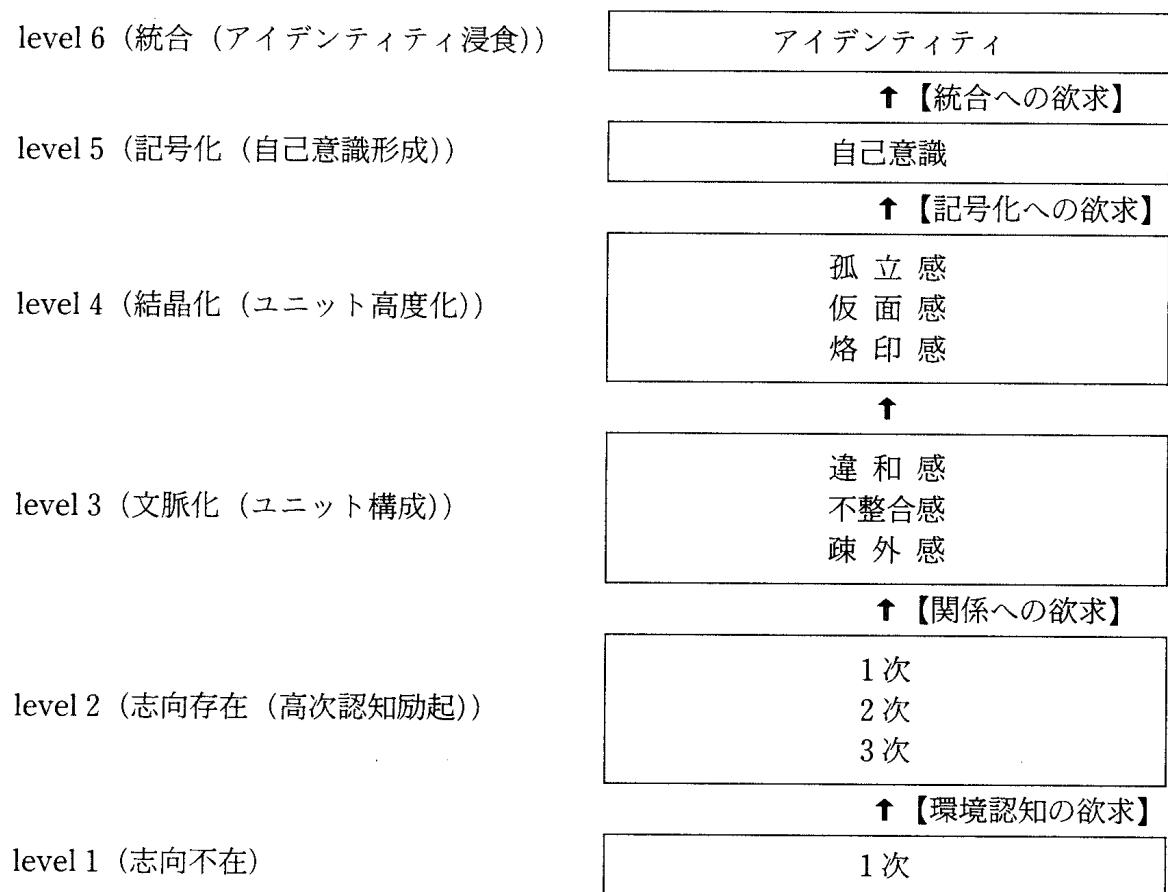 level 6（統合（アイデンティティ浸食））
アイデンティティ
↑【統合への欲求】
level 5（記号化（自己意識形成））
自己意識
↑【記号化への欲求】
level 4（結晶化（ユニット高度化））
孤 立 感
仮 面 感
烙 印 感
↑
level 3（文脈化（ユニット構成））
違 和 感
不整合感
疎 外 感
↑【関係への欲求】
level 2（志向存在（高次認知励起））
1次
2次
3次
↑【環境認知の欲求】
level 1（志向不在）
1次